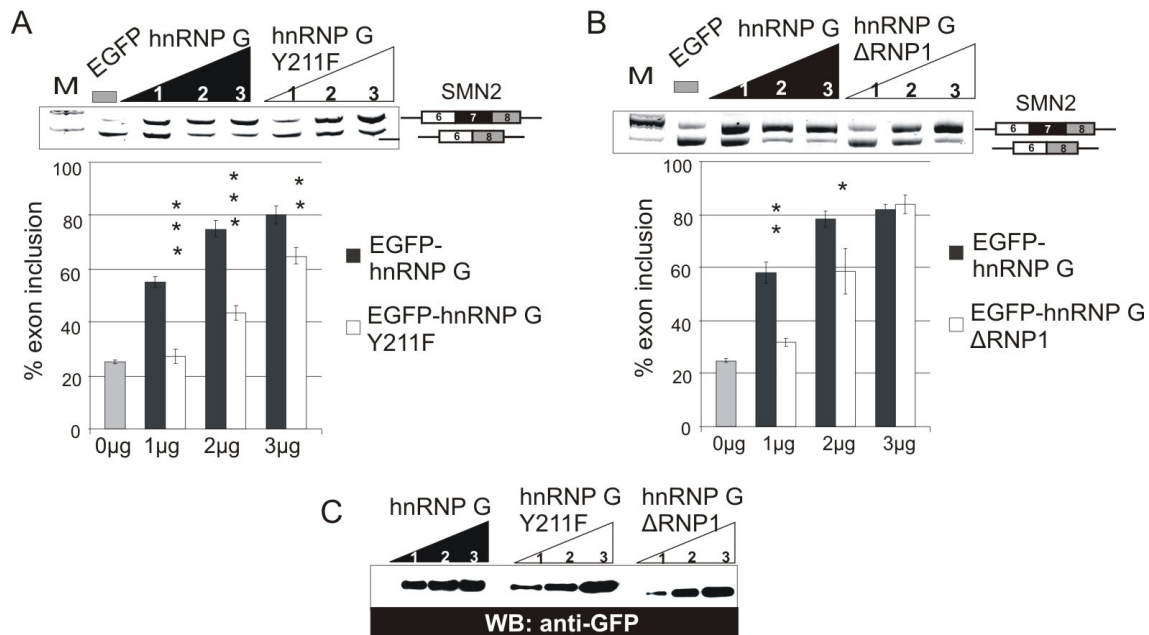 A
M
EGFP
hnRNP G
1 2 3
hnRNP G
Y211F
1 2 3
SMN2
6 7 8
6 8
% exon inclusion
100
80
60
40
20
0
* * *
* * *
* *
0µg 1µg 2µg 3µg
EGFP-
hnRNP G
EGFP-hnRNP G
Y211F
B
M
EGFP
hnRNP G
1 2 3
hnRNP G
ΔRNP1
1 2 3
SMN2
6 7 8
6 8
% exon inclusion
100
80
60
40
20
0
* *
*
0µg 1µg 2µg 3µg
EGFP-
hnRNP G
EGFP-hnRNP G
ΔRNP1
C
hnRNP G
1 2 3
hnRNP G
Y211F
1 2 3
hnRNP G
ΔRNP1
1 2 3
WB: anti-GFP